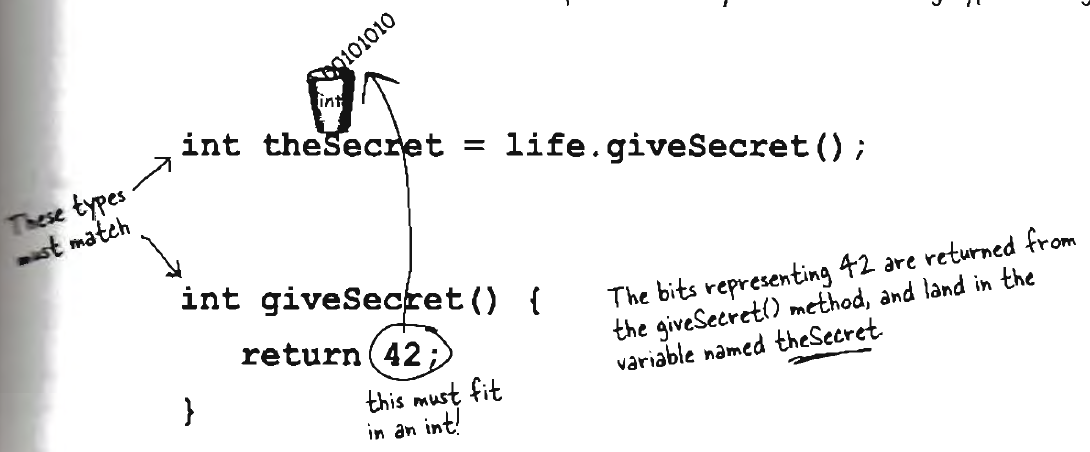 00101010
int
int theSecret = life.giveSecret();
These types
must match
int giveSecret() {
return 42;
}
this must fit
in an int!
The bits representing 42 are returned from
the giveSecret() method, and land in the
variable named theSecret